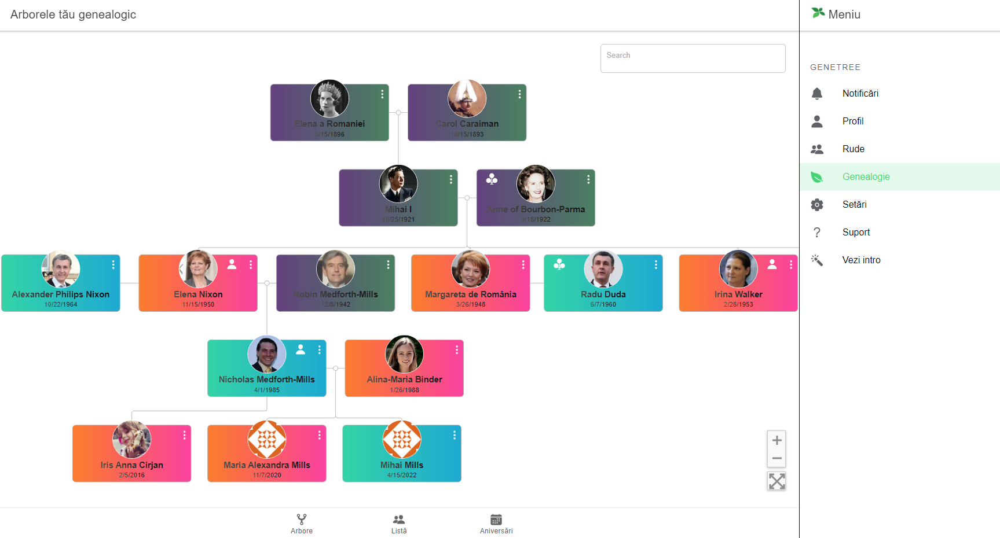 Arborele tău genealogic
Meniu
Search
GENETREE
Notificări
Profil
Rude
Genealogie
Setări
Suport
Vezi intro
Elena a Romaniei
5/15/1896
Carol Caraiman
10/15/1893
Mihai I
10/25/1921
Anne of Bourbon-Parma
9/18/1922
Alexander Philips Nixon
10/22/1964
Elena Nixon
11/15/1950
Robin Medforth-Mills
12/8/1942
Margareta de România
3/26/1948
Radu Duda
6/7/1960
Irina Walker
2/28/1953
Nicholas Medforth-Mills
4/1/1985
Alina-Maria Binder
1/26/1988
Iris Anna Cirjan
2/5/2016
Maria Alexandra Mills
11/7/2020
Mihai Mills
4/15/2022
Arbore
Listă
Aniversări